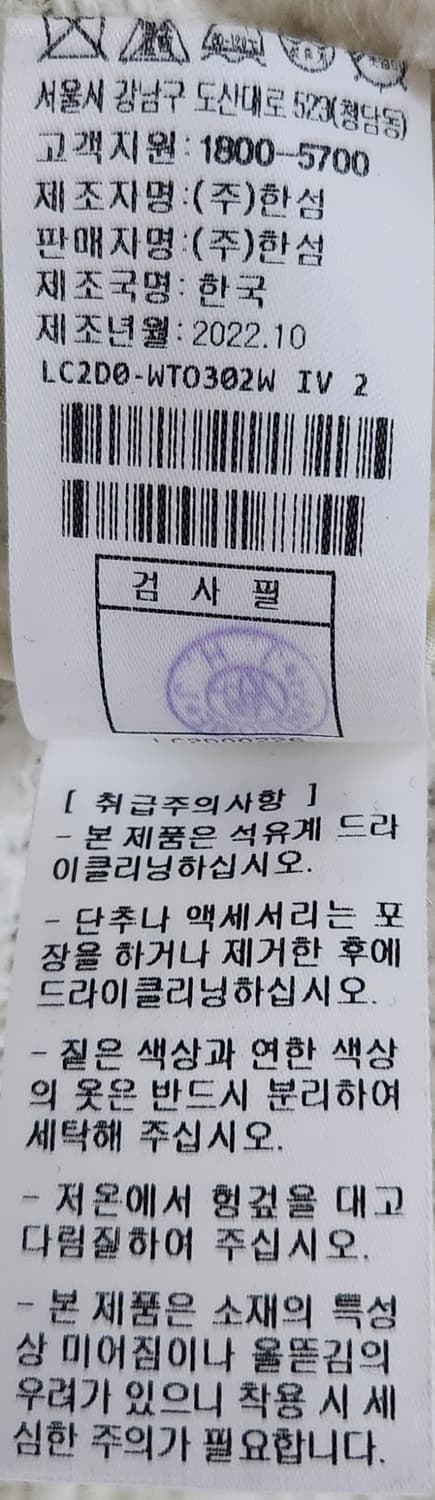 서울시 강남구 도산대로 523(청담동)
고객지원: 1800-5700
제조자명:(주)한섬
판매자명:(주)한섬
제조국명: 한국
제조년월: 2022.10
LC2D0-WTO302W IV 2
검 사 필
[ 취급주의사항 ]
- 본 제품은 석유계 드라
이클리닝하십시오.
- 단추나 액세서리는 포
장을 하거나 제거한 후에
드라이클리닝하십시오.
- 짙은 색상과 연한 색상
의 옷은 반드시 분리하여
세탁해 주십시오.
- 저온에서 헝겊을 대고
다림질하여 주십시오.
- 본 제품은 소재의 특성
상 미어짐이나 올뜯김의
우려가 있으니 착용 시 세
심한 주의가 필요합니다.